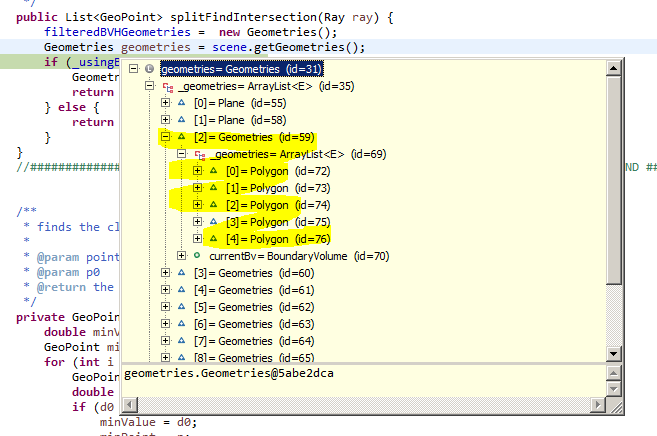 */
public List<GeoPoint> splitFindIntersection(Ray ray) {
filteredBVHGeometries = new Geometries();
Geometries geometries = scene.getGeometries();
if (_usingB
Geometr
return
} else {
return
}
}
//#############
ND ##
/**
* finds the cl
*
* @param point
* @param p0
* @return the
*/
private GeoPoin
double minV
GeoPoint mi
for (int i
GeoPoin
double
if (d0
minValue = d0;
geometries= Geometries (id=31)
_geometries= ArrayList<E> (id=35)
[0]= Plane (id=55)
[1]= Plane (id=58)
[2]= Geometries (id=59)
_geometries= ArrayList<E> (id=69)
[0]= Polygon (id=72)
[1]= Polygon (id=73)
[2]= Polygon (id=74)
[3]= Polygon (id=75)
[4]= Polygon (id=76)
currentBv= BoundaryVolume (id=70)
[3]= Geometries (id=60)
[4]= Geometries (id=61)
[5]= Geometries (id=62)
[6]= Geometries (id=63)
[7]= Geometries (id=64)
[8]= Geometries (id=65)
geometries.Geometries@5abe2dca